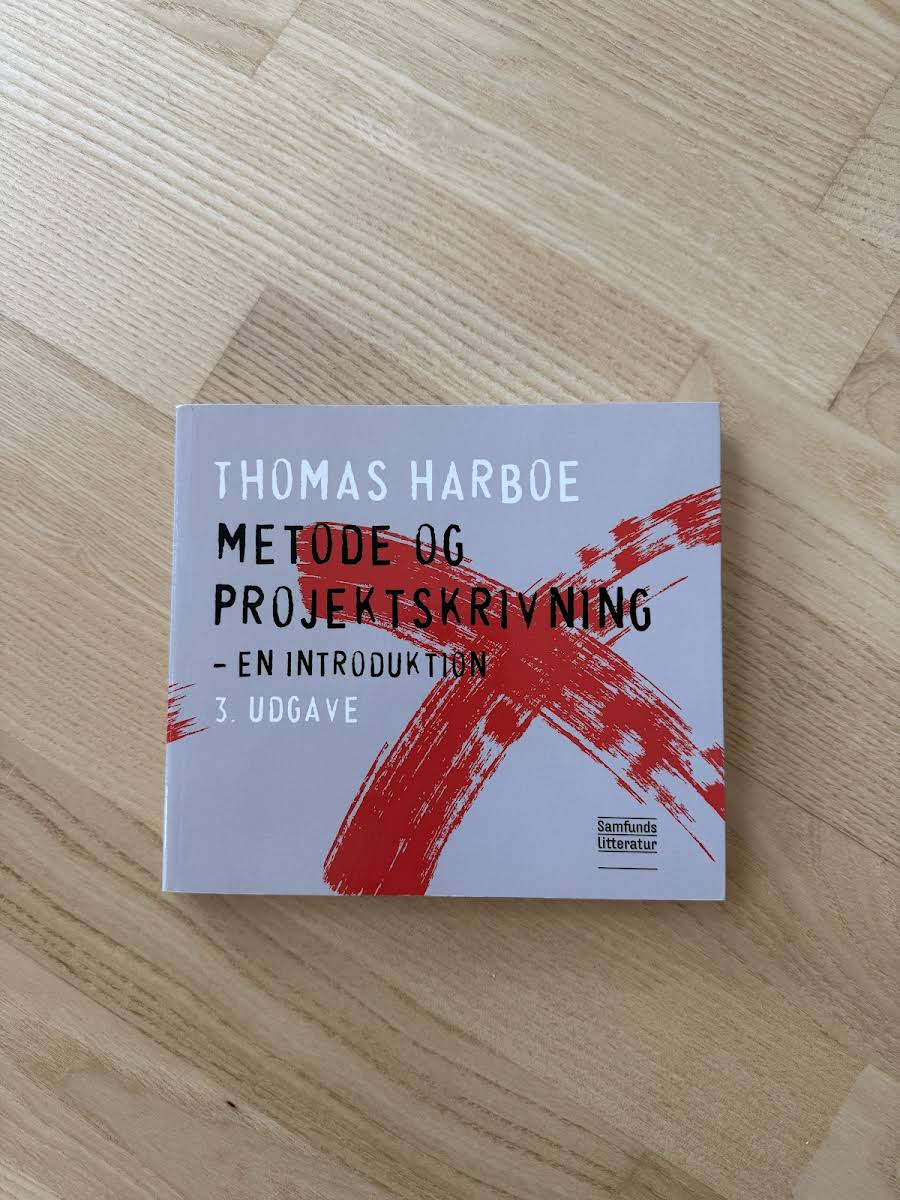 THOMAS HARBOE
METODE OG
PROJEKTSKRIVNING
– EN INTRODUKTION
3. UDGAVE
Samfunds
litteratur